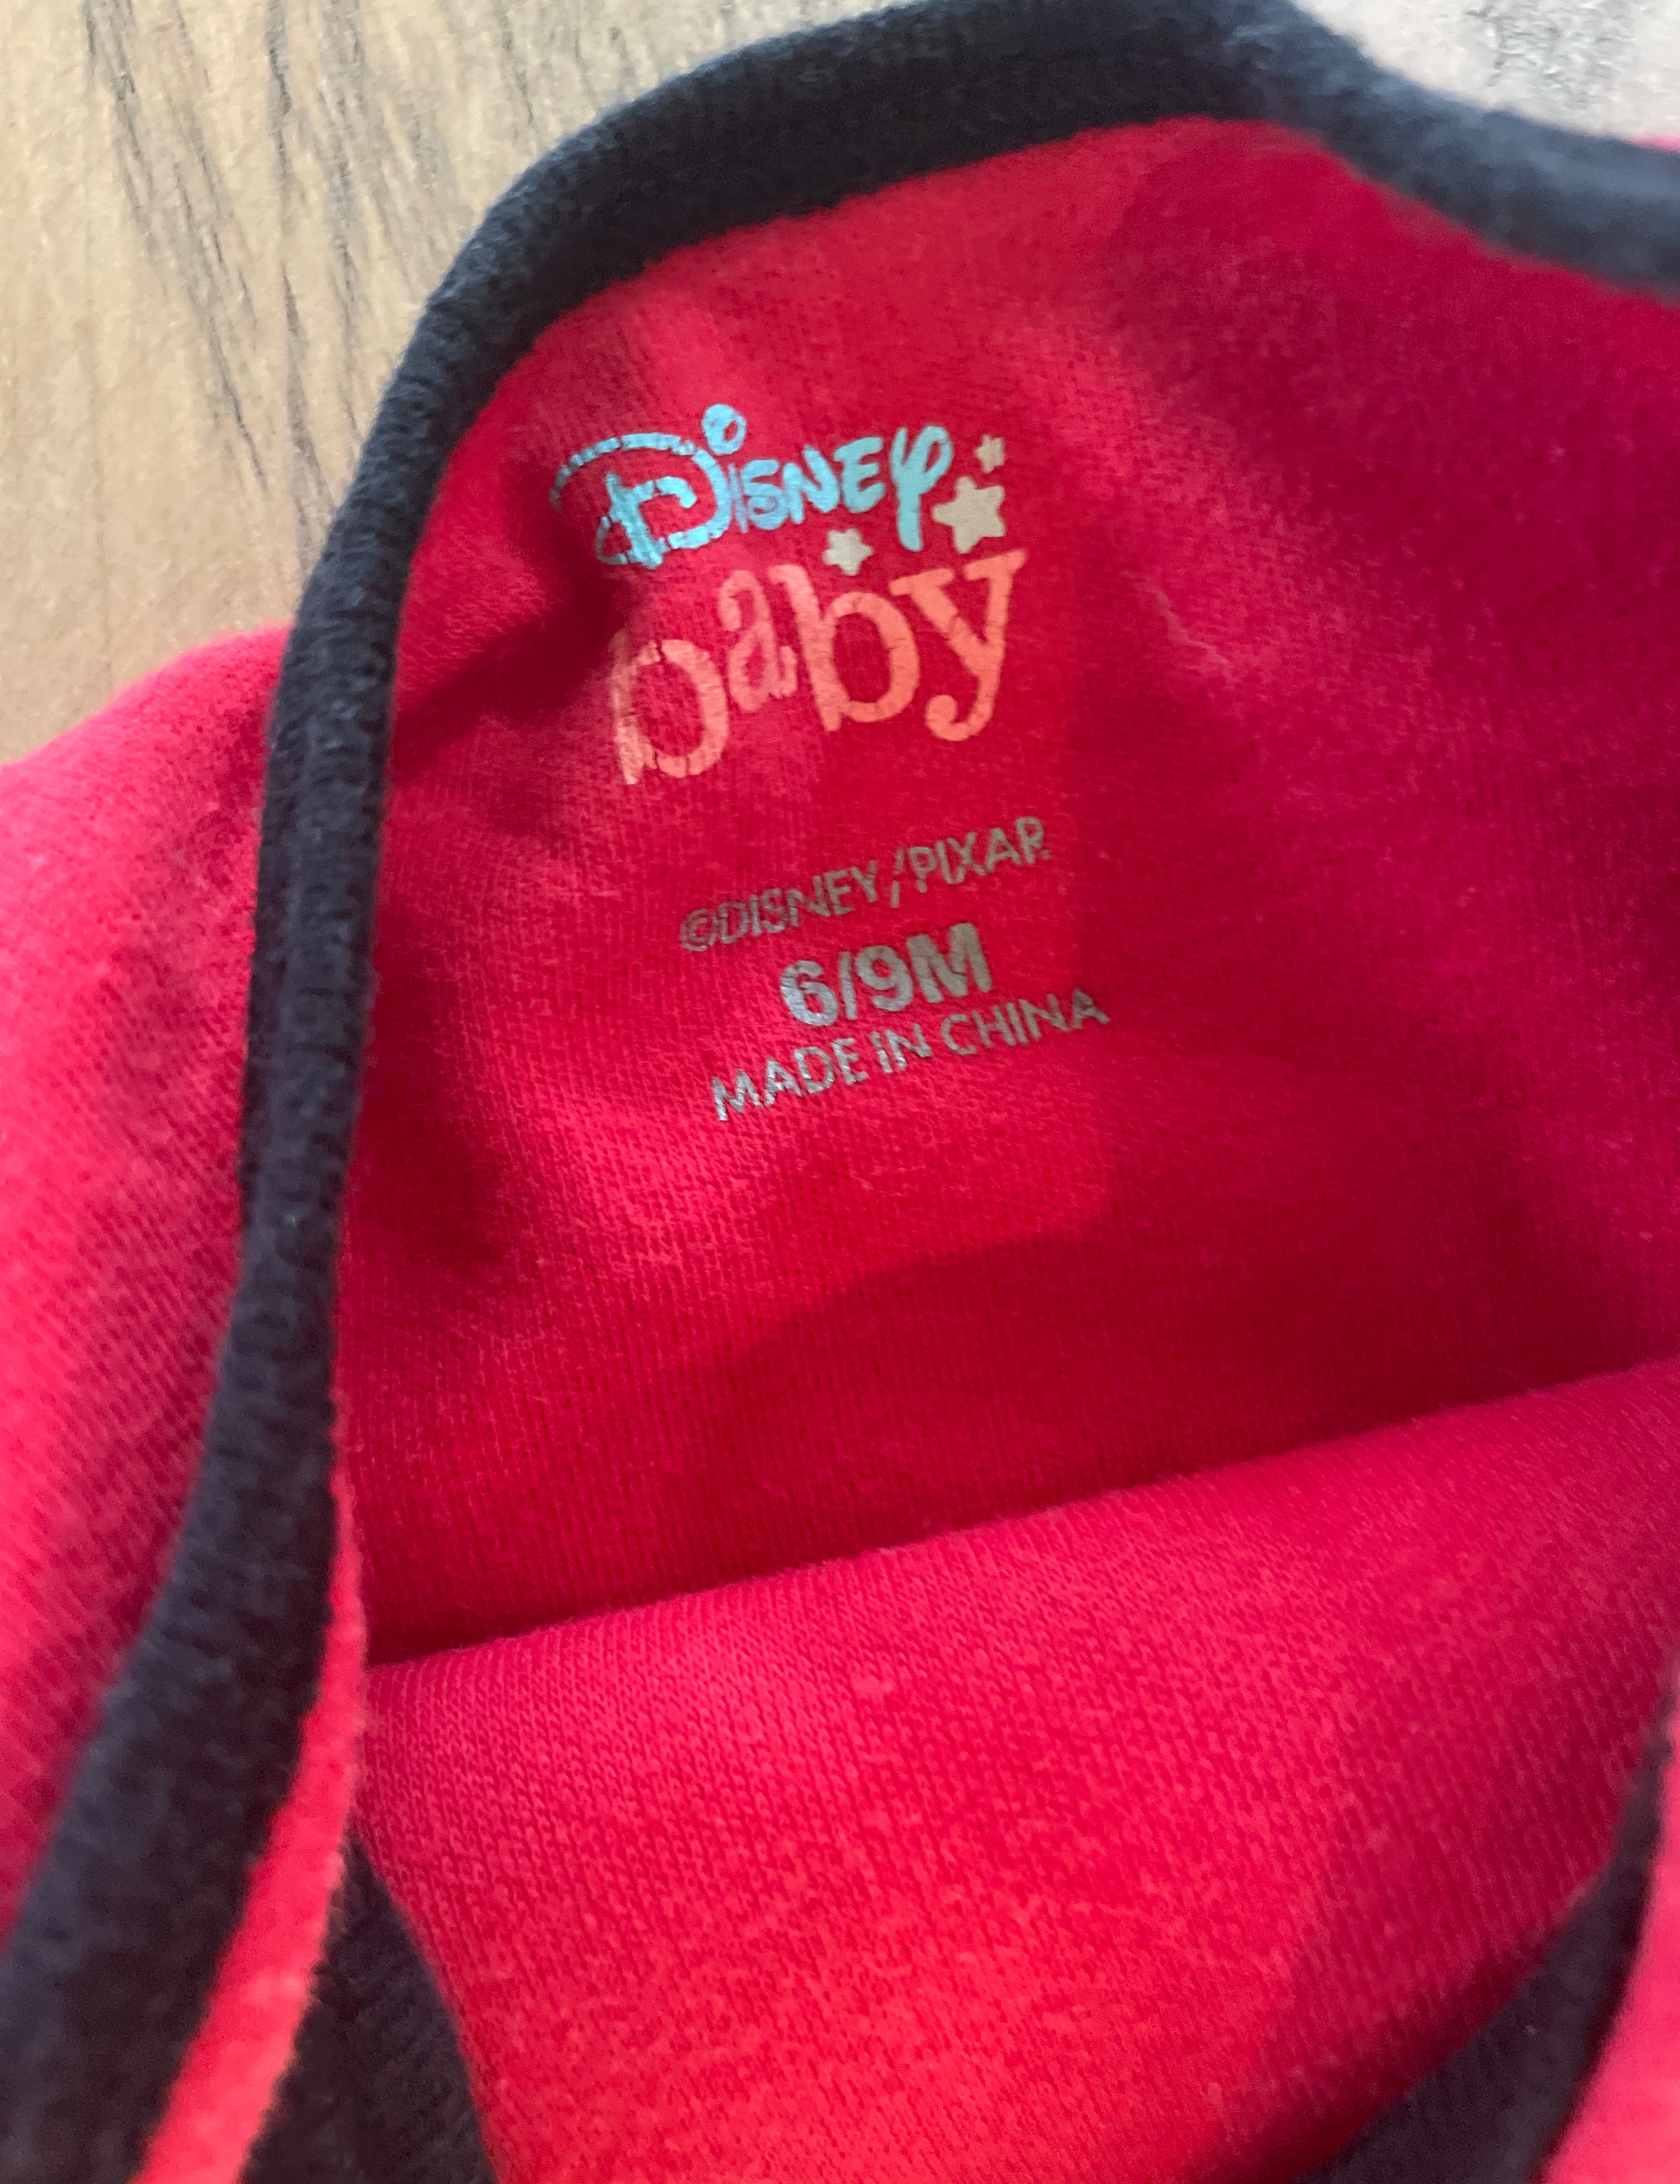 DISNEY
baby
©DISNEY/PIXAR
6/9M
MADE IN CHINA